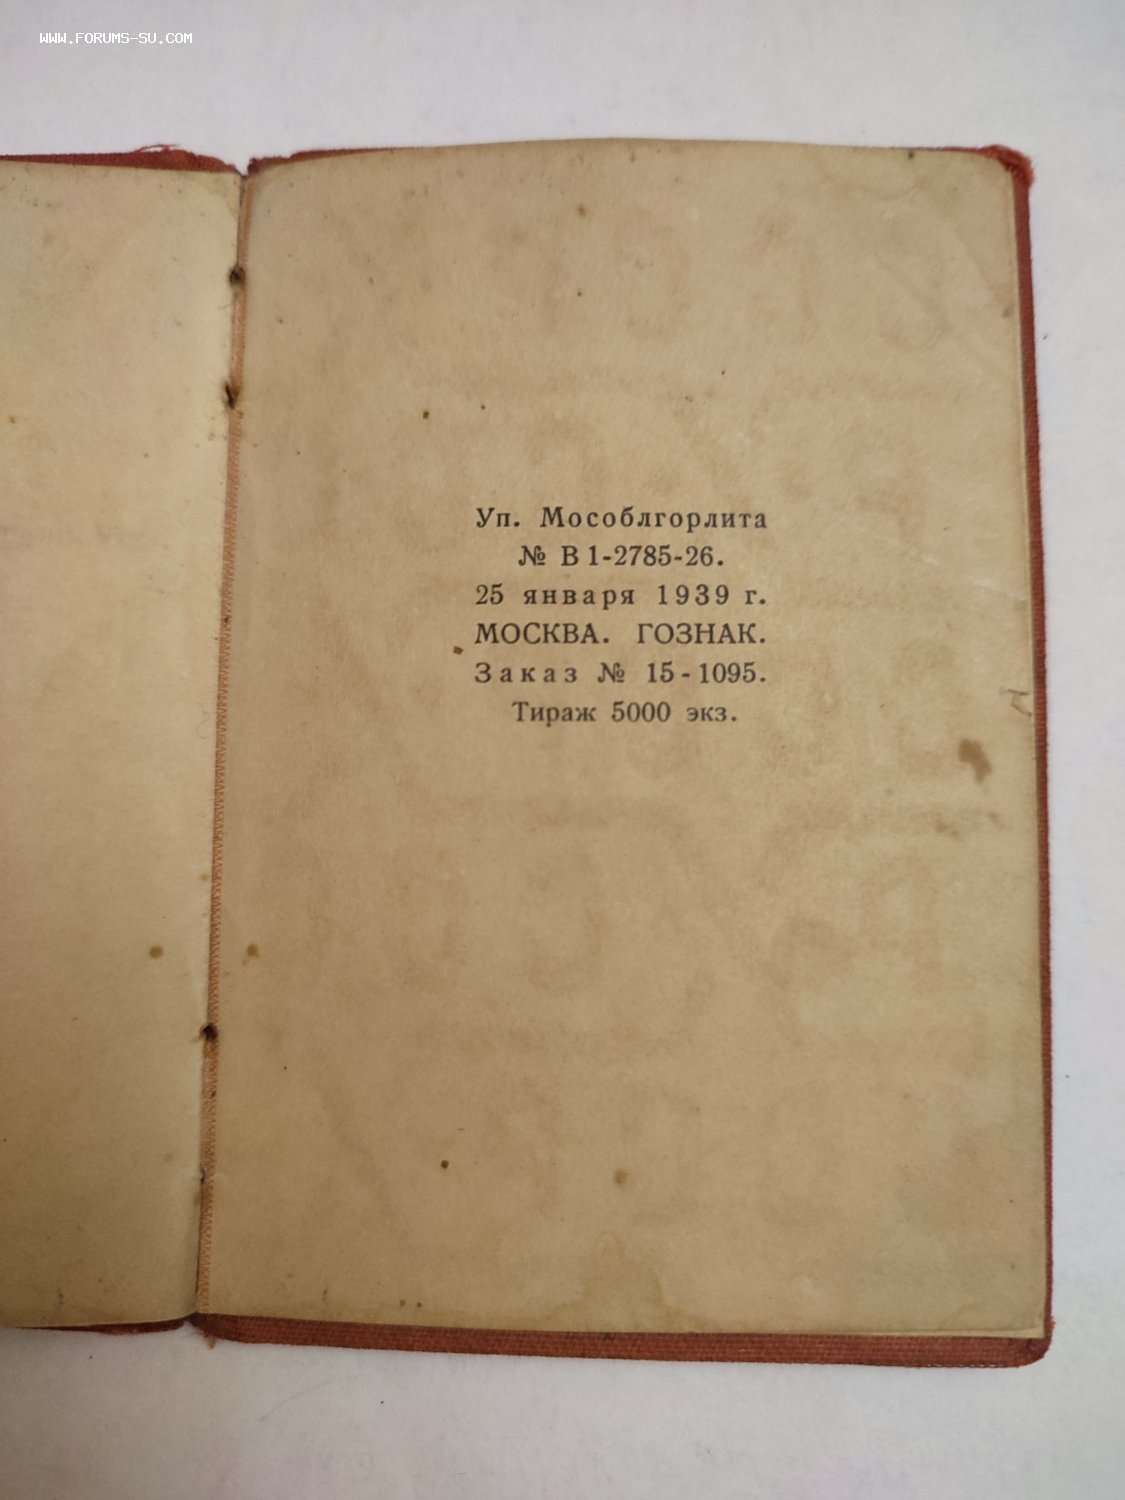 WWW.FORUMS-SU.COM
Уп. Мособлгорлита
№ В 1-2785-26.
25 января 1939 г.
МОСКВА. ГОЗНАК.
Заказ № 15-1095.
Тираж 5000 экз.